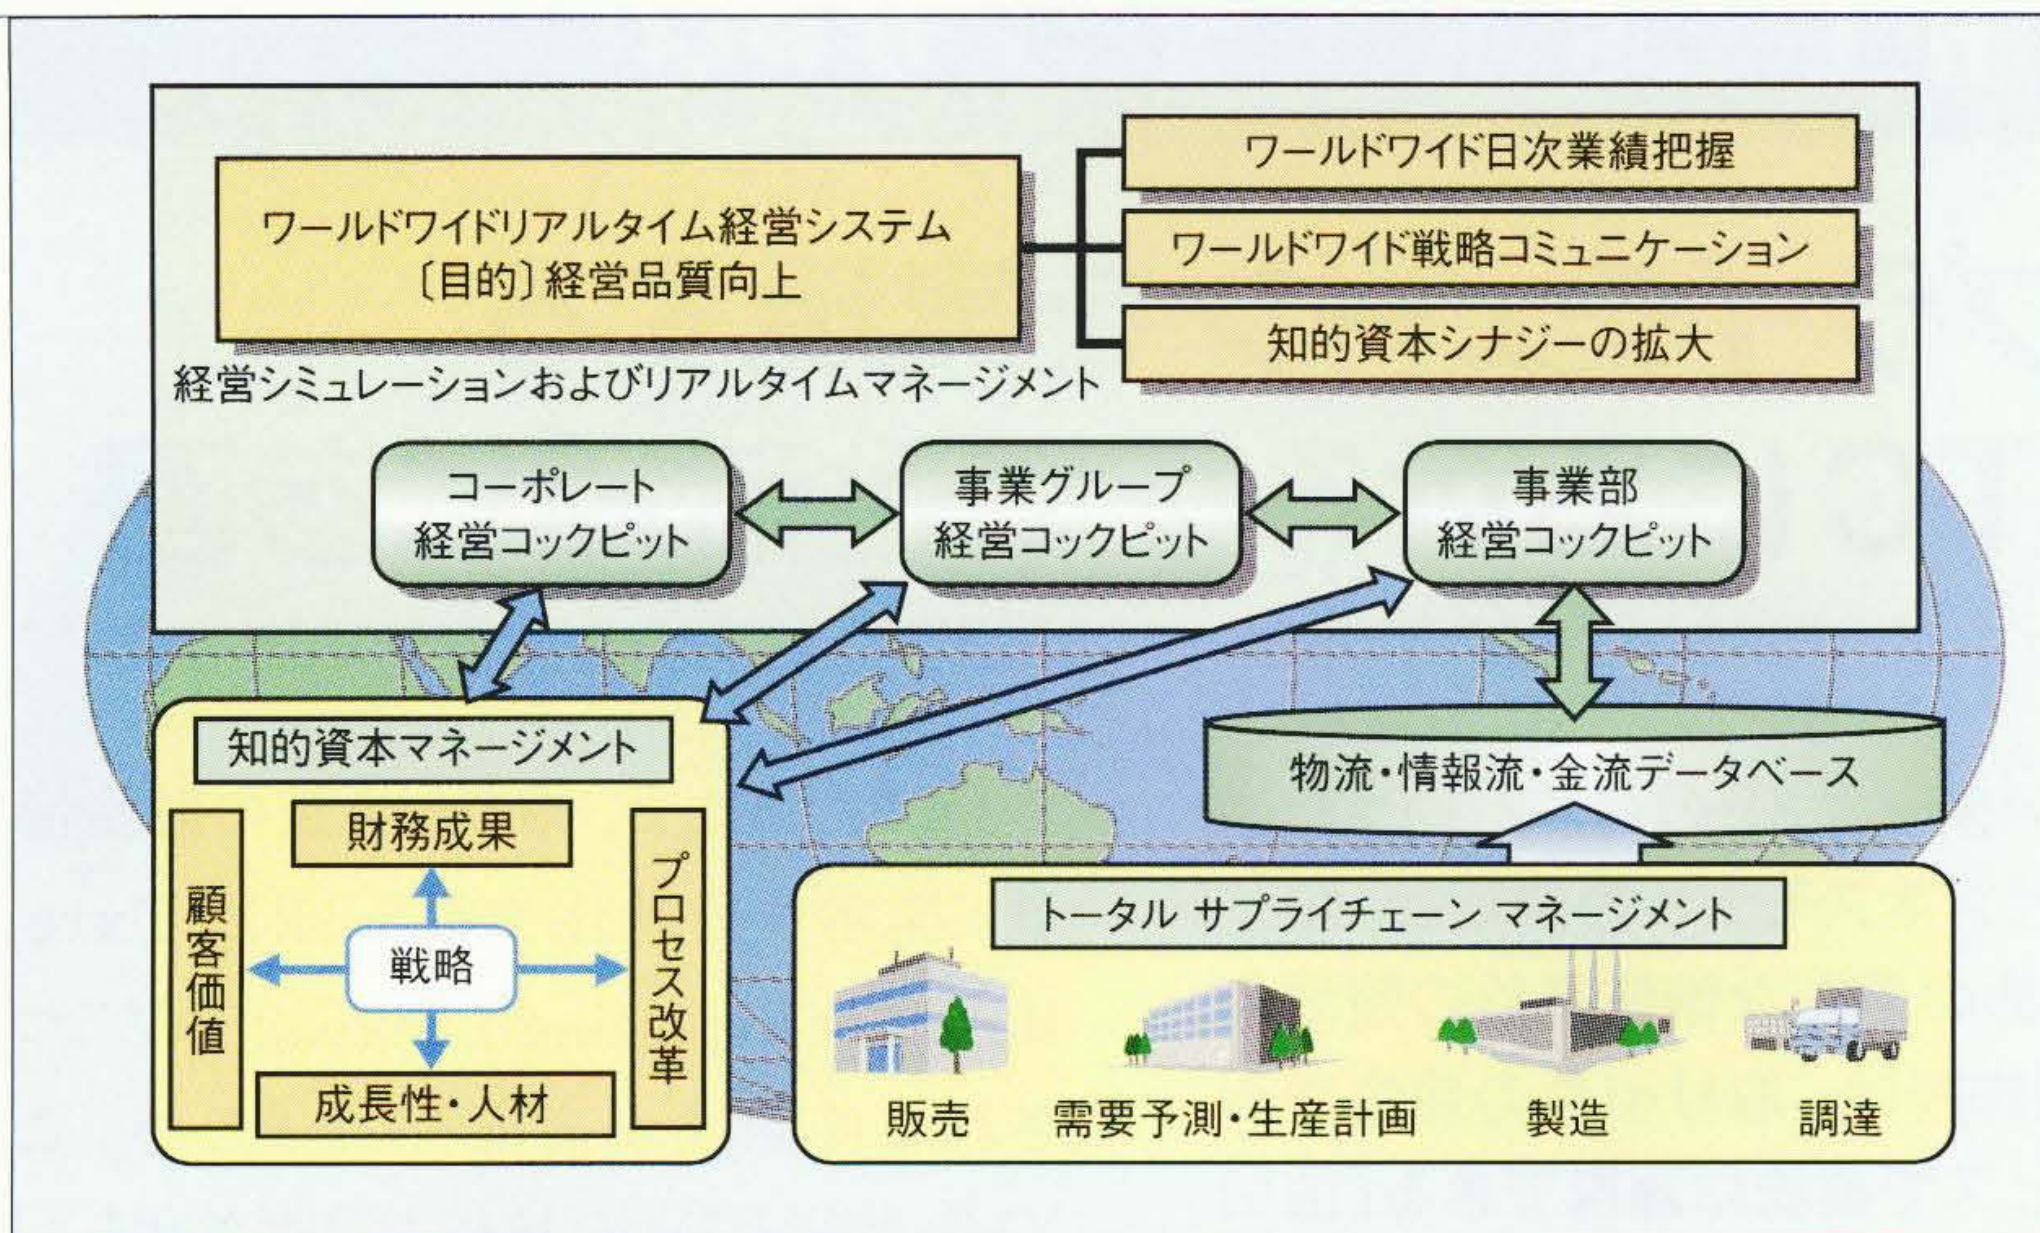 ワールドワイドリアルタイム経営システム
〔目的〕経営品質向上
ワールドワイド日次業績把握
ワールドワイド戦略コミュニケーション
知的資本シナジーの拡大
経営シミュレーションおよびリアルタイムマネージメント
コーポレート
経営コックピット
事業グループ
経営コックピット
事業部
経営コックピット
知的資本マネージメント
財務成果
顧客価値
戦略
プロセス改革
成長性・人材
物流・情報流・金流データベース
トータル サプライチェーン マネージメント
販売
需要予測・生産計画
製造
調達